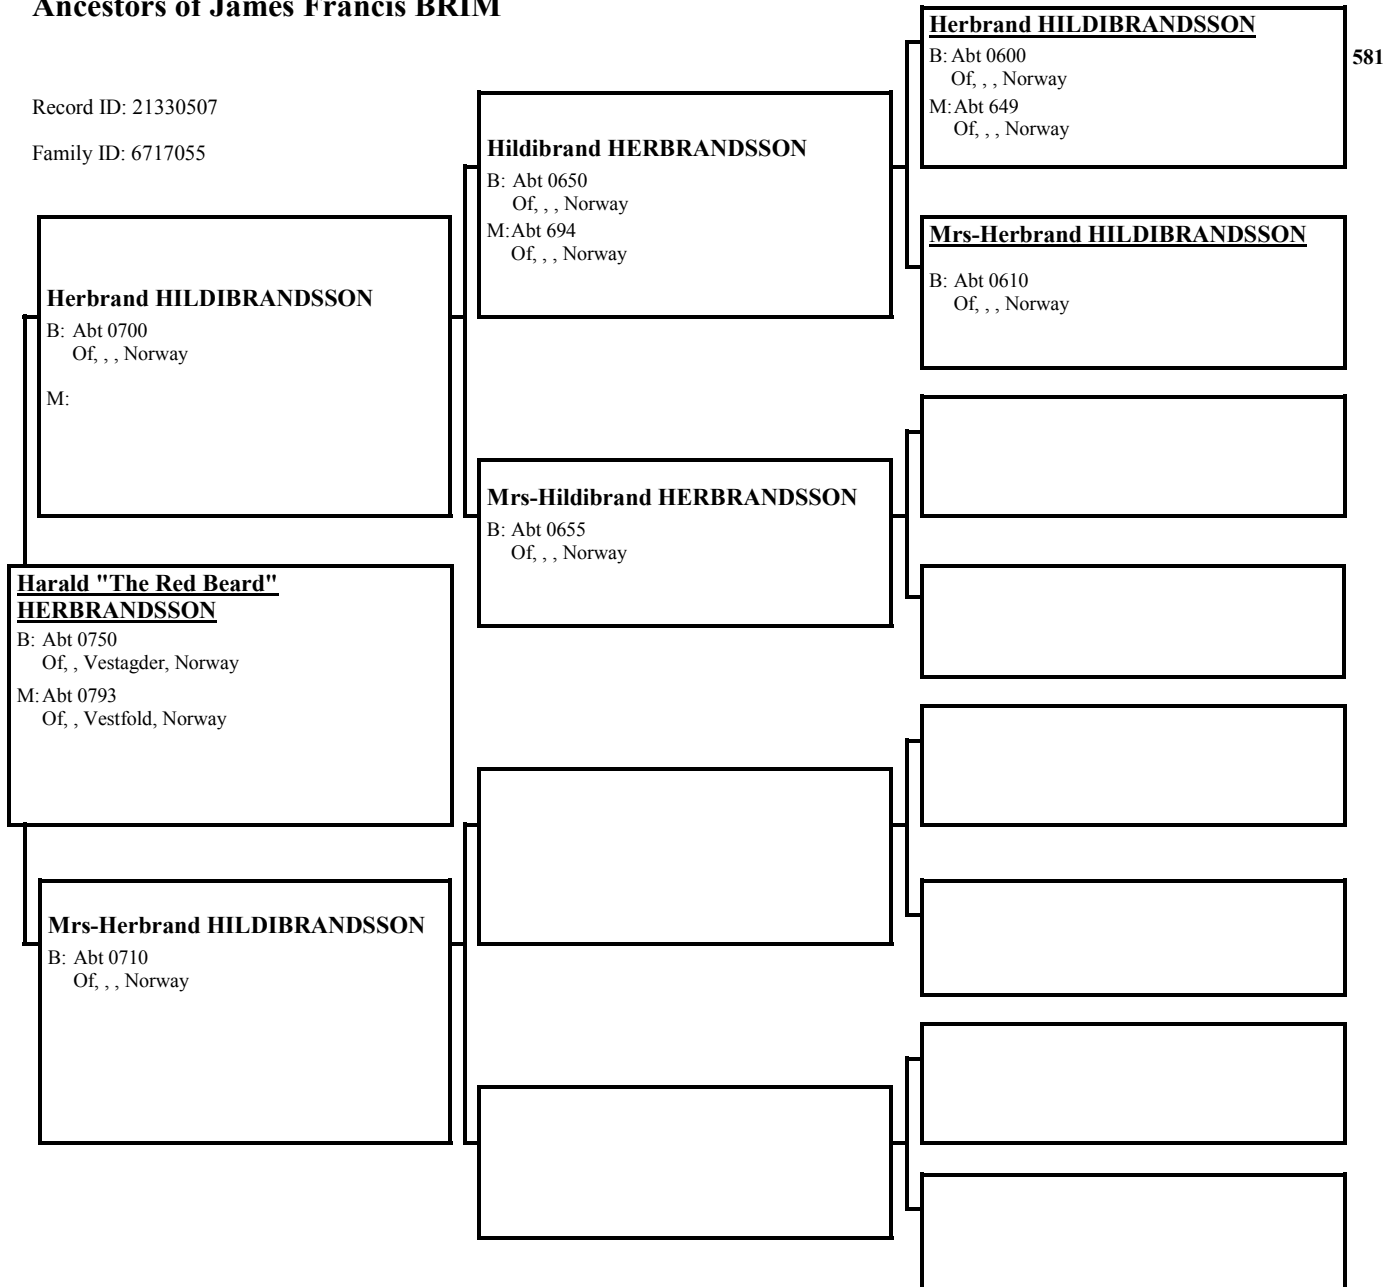 Ancestors of James Francis BRIM
Record ID: 21330507
Family ID: 6717055
Herbrand HILDIBRANDSSON
B: Abt 0700
Of, , , Norway
M:
Harald "The Red Beard"
HERBRANDSSON
B: Abt 0750
Of, , Vestagder, Norway
M: Abt 0793
Of, , Vestfold, Norway
Mrs-Herbrand HILDIBRANDSSON
B: Abt 0710
Of, , , Norway
Hildibrand HERBRANDSSON
B: Abt 0650
Of, , , Norway
M: Abt 694
Of, , , Norway
Mrs-Hildibrand HERBRANDSSON
B: Abt 0655
Of, , , Norway
Herbrand HILDIBRANDSSON
B: Abt 0600
Of, , , Norway
M: Abt 649
Of, , , Norway
581
Mrs-Herbrand HILDIBRANDSSON
B: Abt 0610
Of, , , Norway